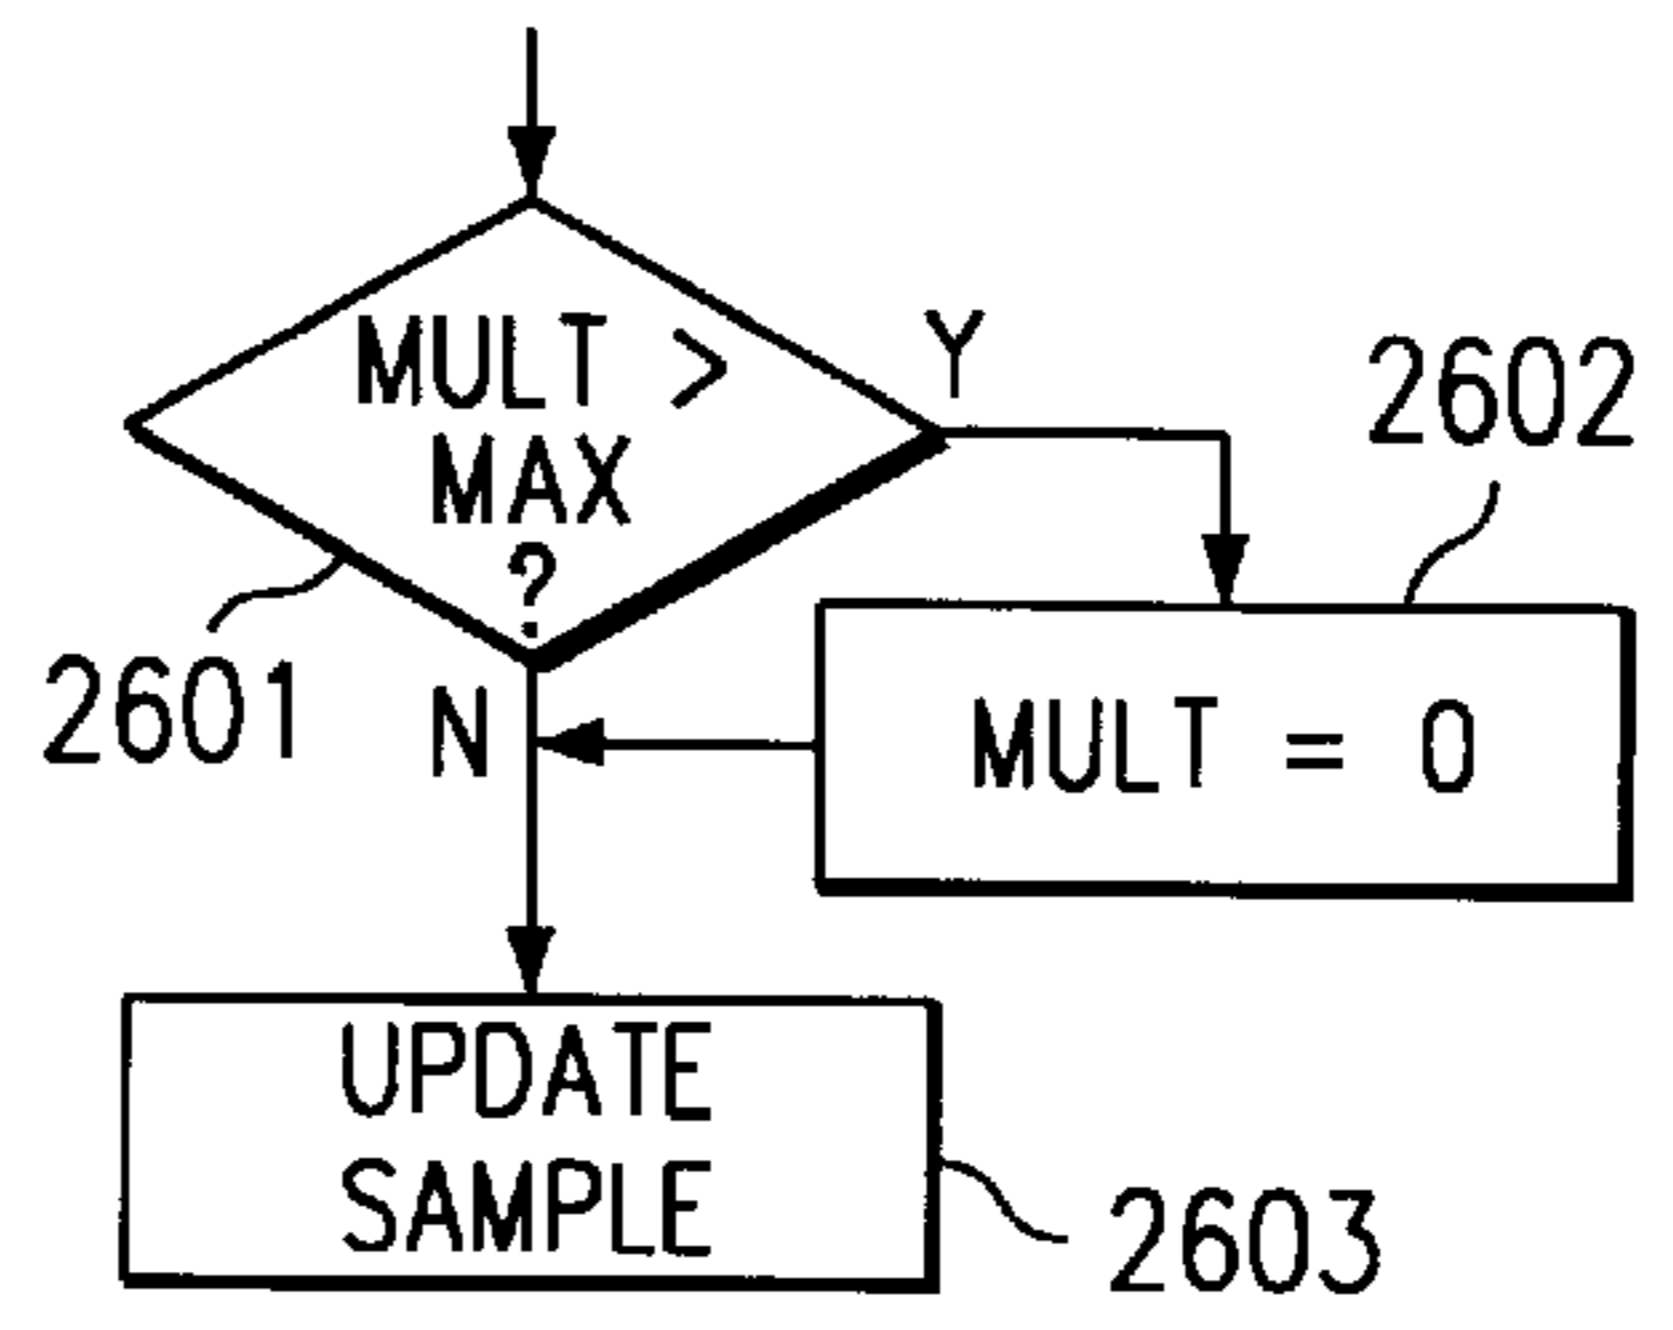 MULT >
MAX
?
Y
2602
2601
N
MULT = 0
UPDATE
SAMPLE
2603